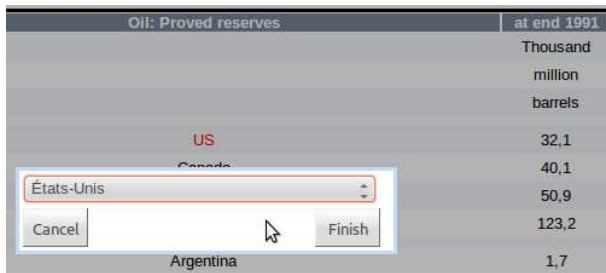 Oil: Proved reserves at end 1991
Thousand
million
barrels
US 32,1
Canada 40,1
États-Unis 50,9
Cancel Finish 123,2
Argentina 1,7